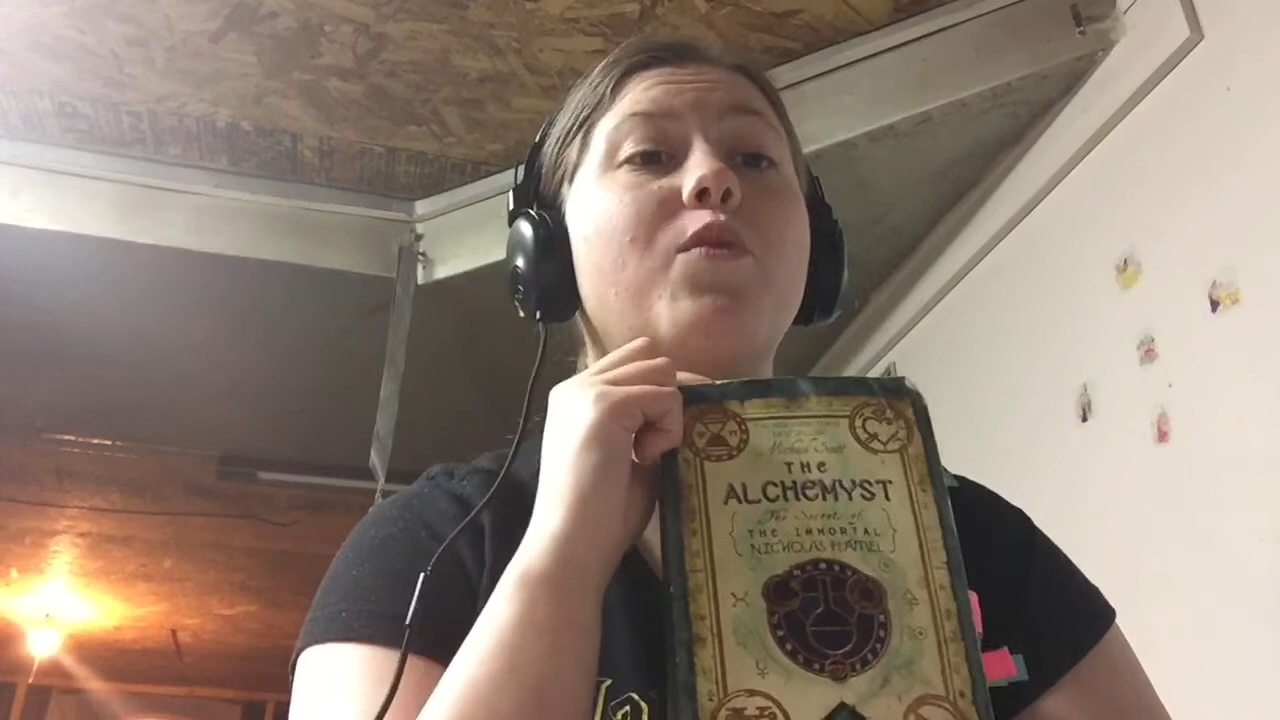 Michael Scott
THE
ALCHEMYST
The Secrets of
THE IMMORTAL
NICHOLAS FLAMEL